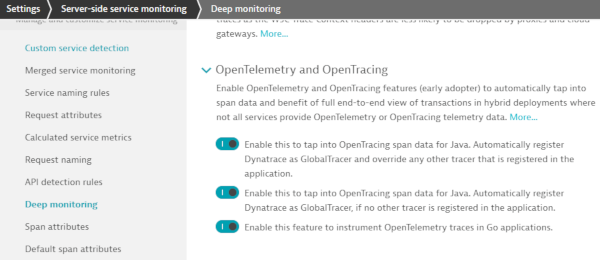 Settings
Server-side service monitoring
Deep monitoring
Manage and customize service monitoring
Custom service detection
Merged service monitoring
Service naming rules
Request attributes
Calculated service metrics
Request naming
API detection rules
Deep monitoring
Span attributes
Default span attributes
traces as the W3C Trace Context headers are less likely to be dropped by proxies and cloud
gateways. More...
OpenTelemetry and OpenTracing
Enable OpenTelemetry and OpenTracing features (early adopter) to automatically tap into
span data and benefit of full end-to-end view of transactions in hybrid deployments where
not all services provide OpenTelemetry or OpenTracing telemetry data. More...
Enable this to tap into OpenTracing span data for Java. Automatically register
Dynatrace as GlobalTracer and override any other tracer that is registered in the
application.
Enable this to tap into OpenTracing span data for Java. Automatically register
Dynatrace as GlobalTracer, if no other tracer is registered in the application.
Enable this feature to instrument OpenTelemetry traces in Go applications.